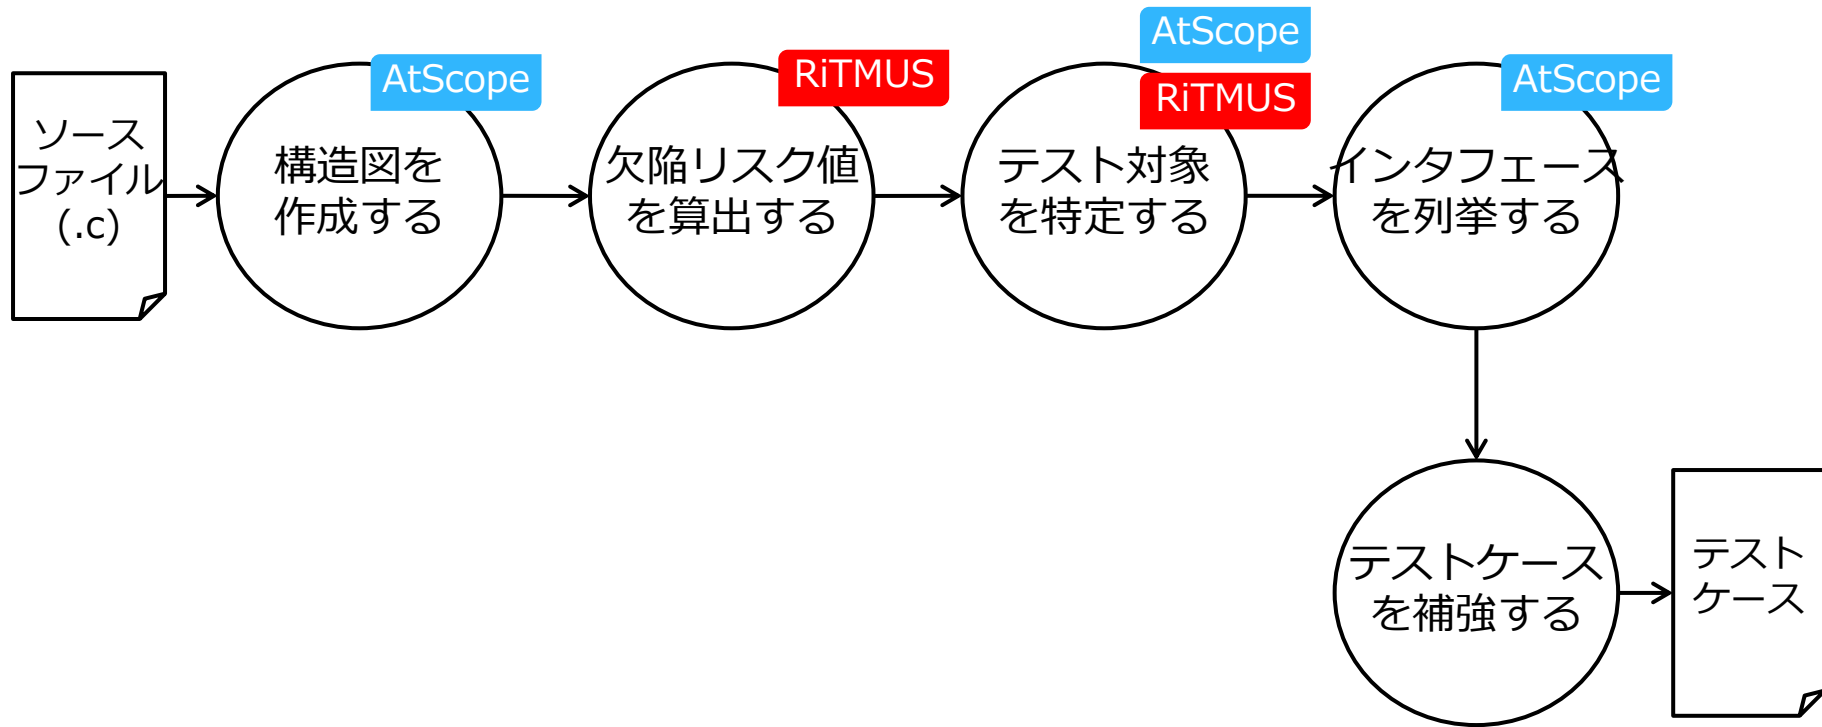 ソース
ファイル
(.c)
AtScope
構造図を
作成する
RiTMUS
欠陥リスク値
を算出する
AtScope
RiTMUS
テスト対象
を特定する
AtScope
インタフェース
を列挙する
テストケース
を補強する
テスト
ケース